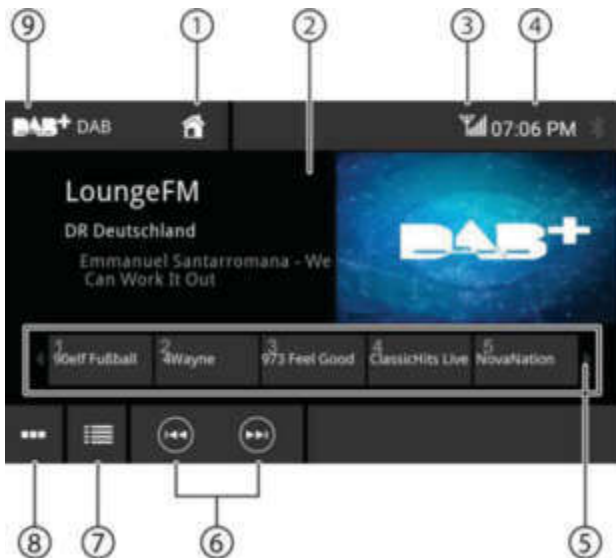 9 1 2 3 4
DAB+ DAB 07:06 PM
LoungeFM
DR Deutschland
Emmanuel Santarromana - We
Can Work It Out
DAB+
1 2 3 4 5
90elf Fußball 4Wayne 973 Feel Good ClassicHits Live NovaNation
8 7 6 5